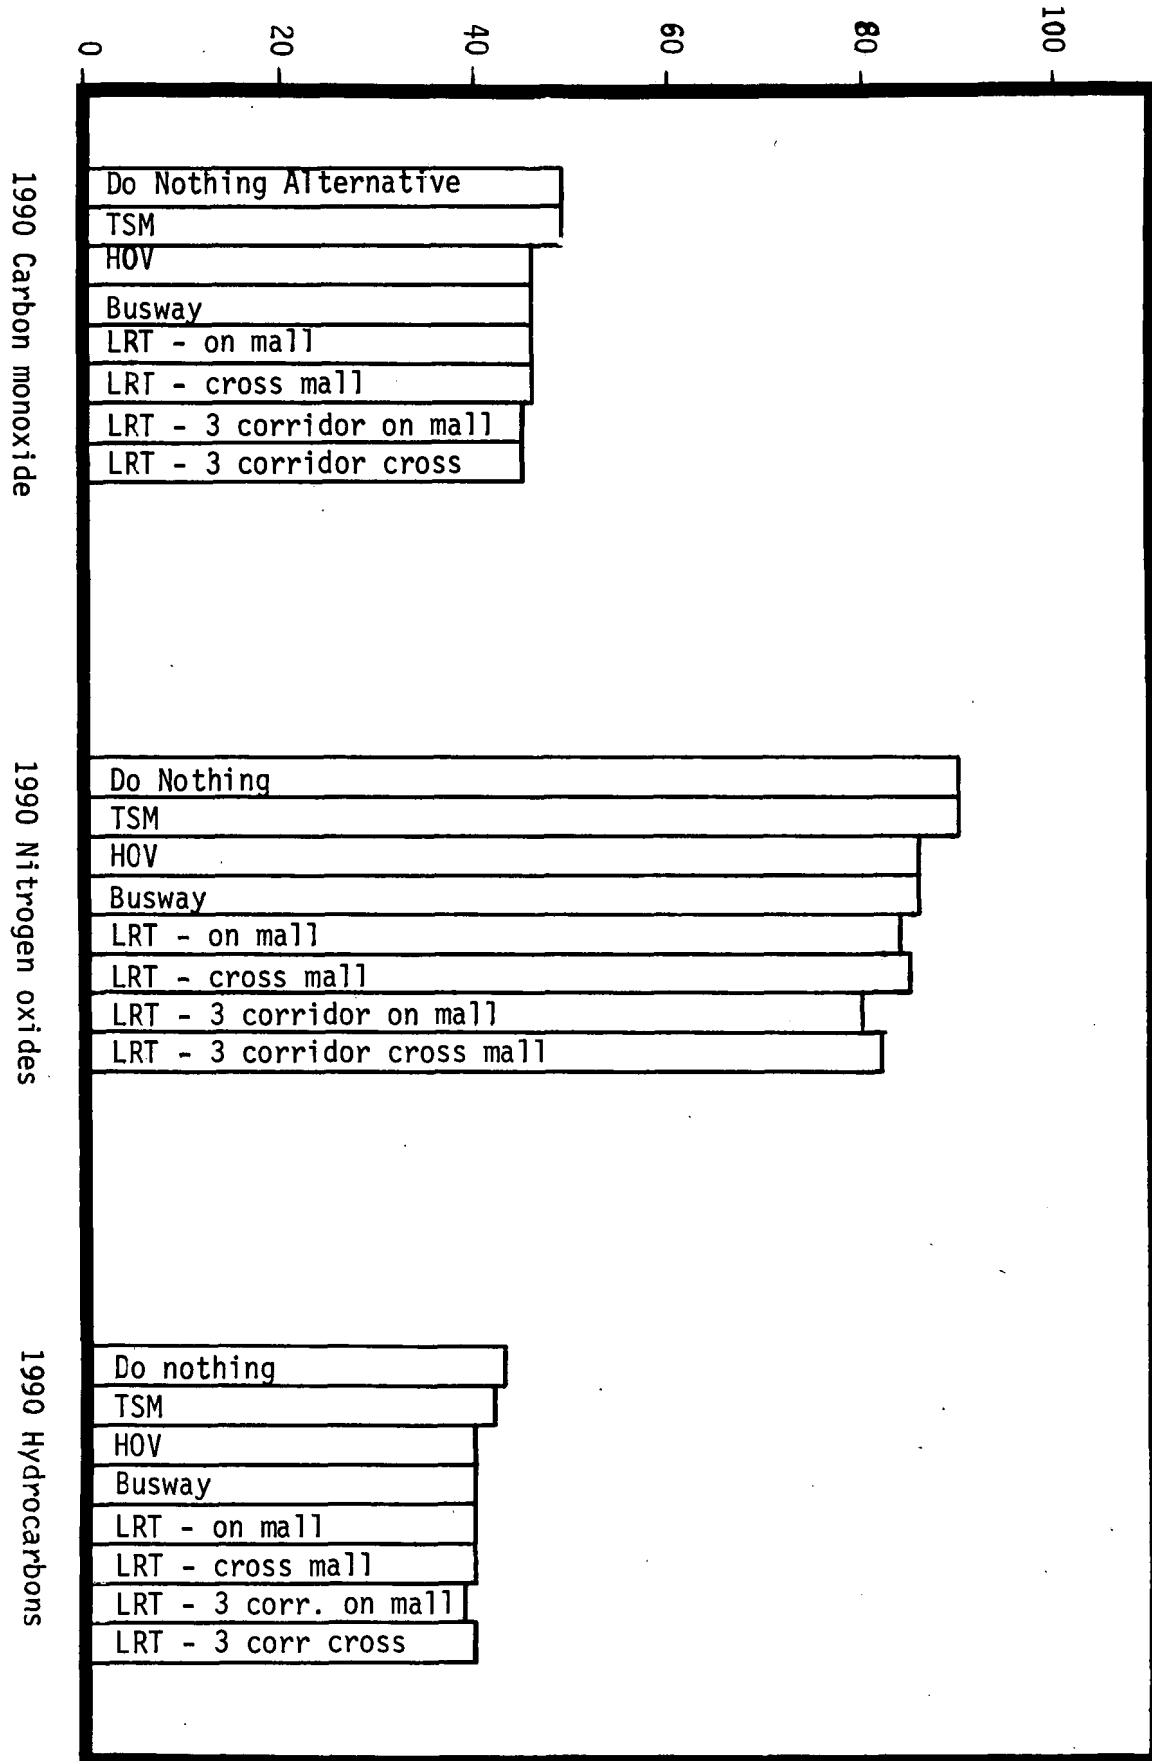 0
20
40
60
80
100
1990 Carbon monoxide
Do Nothing Alternative
TSM
HOV
Busway
LRT - on mall
LRT - cross mall
LRT - 3 corridor on mall
LRT - 3 corridor cross
1990 Nitrogen oxides
Do Nothing
TSM
HOV
Busway
LRT - on mall
LRT - cross mall
LRT - 3 corridor on mall
LRT - 3 corridor cross mall
1990 Hydrocarbons
Do nothing
TSM
HOV
Busway
LRT - on mall
LRT - cross mall
LRT - 3 corr. on mall
LRT - 3 corr cross